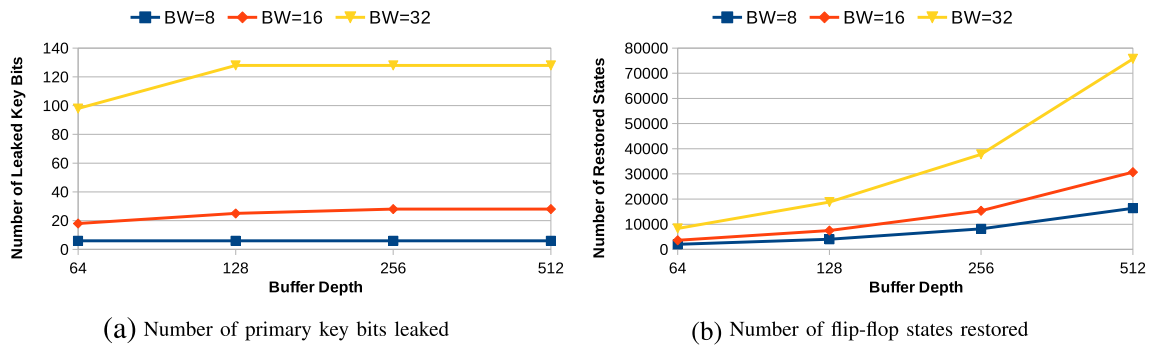 BW=8 BW=16 BW=32
Number of Leaked Key Bits
140
120
100
80
60
40
20
0
64 128 256 512
Buffer Depth
(a) Number of primary key bits leaked
BW=8 BW=16 BW=32
Number of Restored States
80000
70000
60000
50000
40000
30000
20000
10000
0
64 128 256 512
Buffer Depth
(b) Number of flip-flop states restored